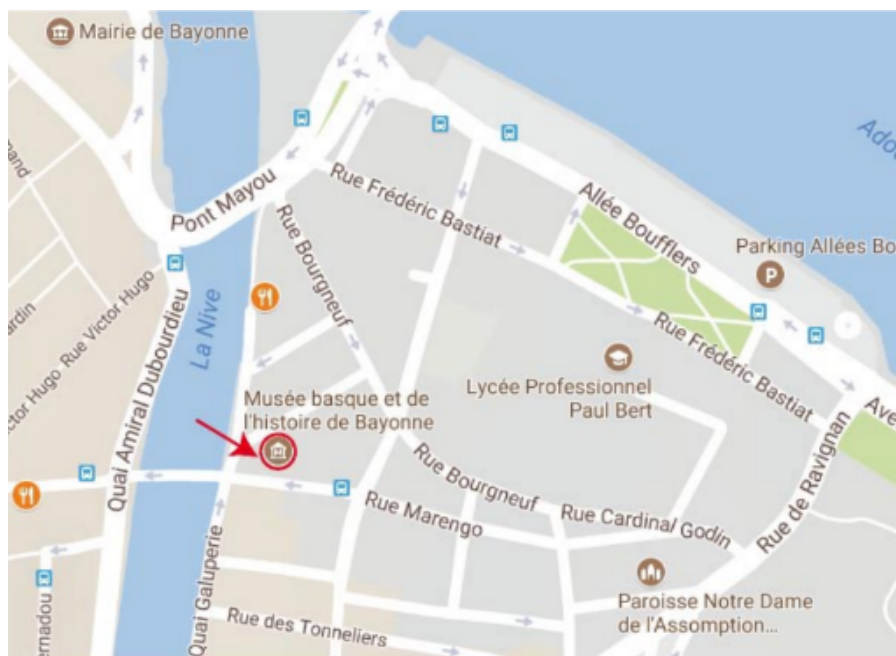 Mairie de Bayonne
Pont Mayou
Rue Frédéric Bastiat
Allée Boufflers
Parking Allées Bo
P
Rue Bourgneuf
La Nive
Quai Amiral Dubourdieu
Rue Victor Hugo
Victor Hugo
Rue Frédéric Bastiat
Lycée Professionnel
Paul Bert
Musée basque et de
l'histoire de Bayonne
Ave
Rue de Ravignan
Rue Bourgneuf
Rue Marengo
Rue Cardinal Godin
Quai Galuperie
Rue des Tonneliers
Paroisse Notre Dame
de l'Assomption...